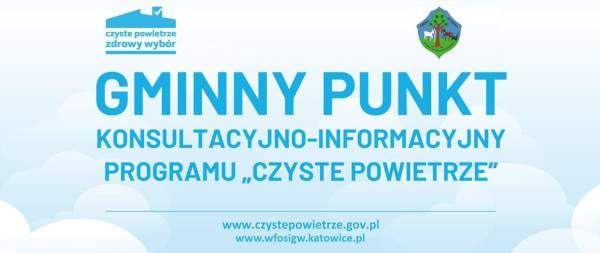 czyste powietrze
zdrowy wybór
GMINNY PUNKT
KONSULTACYJNO-INFORMACYJNY
PROGRAMU „CZYSTE POWIETRZE”
www.czystepowietrze.gov.pl
www.wfosigw.katowice.pl